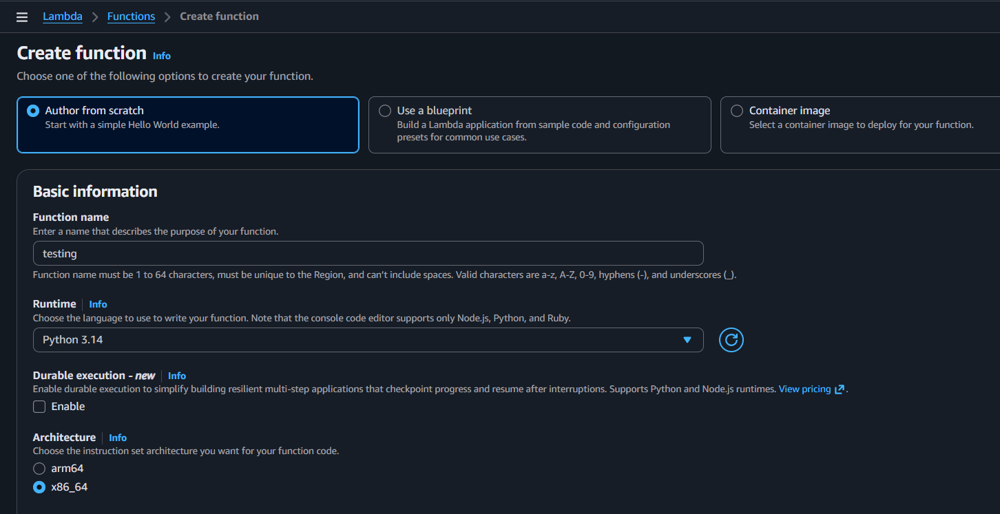 Lambda > Functions > Create function
Create function Info
Choose one of the following options to create your function.
Author from scratch
Start with a simple Hello World example.
Use a blueprint
Build a Lambda application from sample code and configuration
presets for common use cases.
Container image
Select a container image to deploy for your function.
Basic information
Function name
Enter a name that describes the purpose of your function.
testing
Function name must be 1 to 64 characters, must be unique to the Region, and can't include spaces. Valid characters are a-z, A-Z, 0-9, hyphens (-), and underscores (_).
Runtime | Info
Choose the language to use to write your function. Note that the console code editor supports only Node.js, Python, and Ruby.
Python 3.14
Durable execution - new | Info
Enable durable execution to simplify building resilient multi-step applications that checkpoint progress and resume after interruptions. Supports Python and Node.js runtimes. View pricing .
Enable
Architecture | Info
Choose the instruction set architecture you want for your function code.
arm64
x86_64